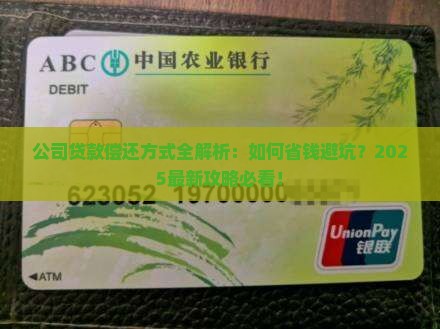 ABC 中国农业银行
DEBIT
公司贷款偿还方式全解析：如何省钱避坑？202
5最新攻略必看！
623052 19700000
UnionPay
银联
◀ATM